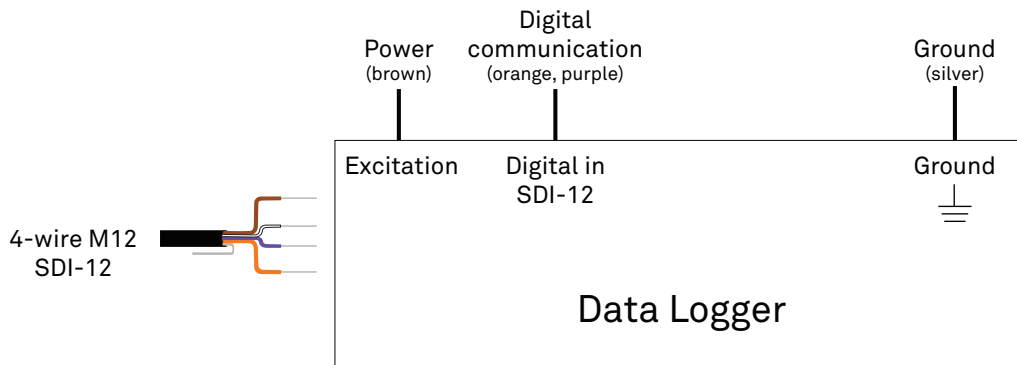 Digital
Power communication Ground
(brown) (orange, purple) (silver)
Excitation Digital in Ground
SDI-12
4-wire M12
SDI-12
Data Logger